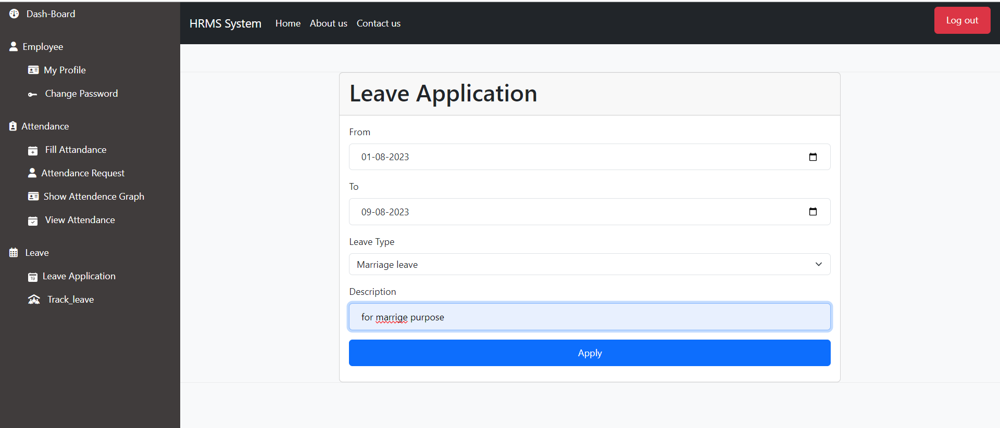 Dash-Board
Employee
My Profile
Change Password
Attendance
Fill Attandance
Attendance Request
Show Attendence Graph
View Attendance
Leave
19
Leave Application
Track_leave
HRMS System
Home
About us
Contact us
Log out
Leave Application
From
01-08-2023
To
09-08-2023
Leave Type
Marriage leave
Description
for marrige purpose
Apply